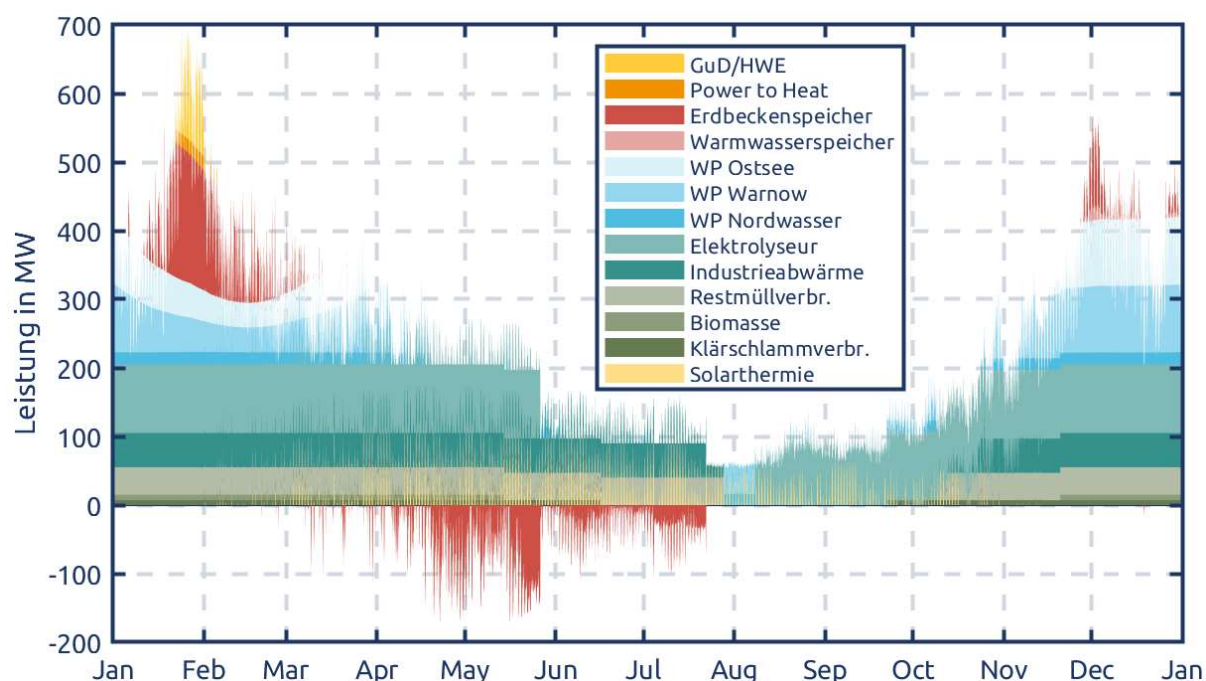 Leistung in MW
700
600
500
400
300
200
100
0
-100
-200
GuD/HWE
Power to Heat
Erdbeckenspeicher
Warmwasserspeicher
WP Ostsee
WP Warnow
WP Nordwasser
Elektrolyseur
Industrieabwärme
Restmüllverbr.
Biomasse
Klärschlammverbr.
Solarthermie
Jan Feb Mar Apr May Jun Jul Aug Sep Oct Nov Dec Jan